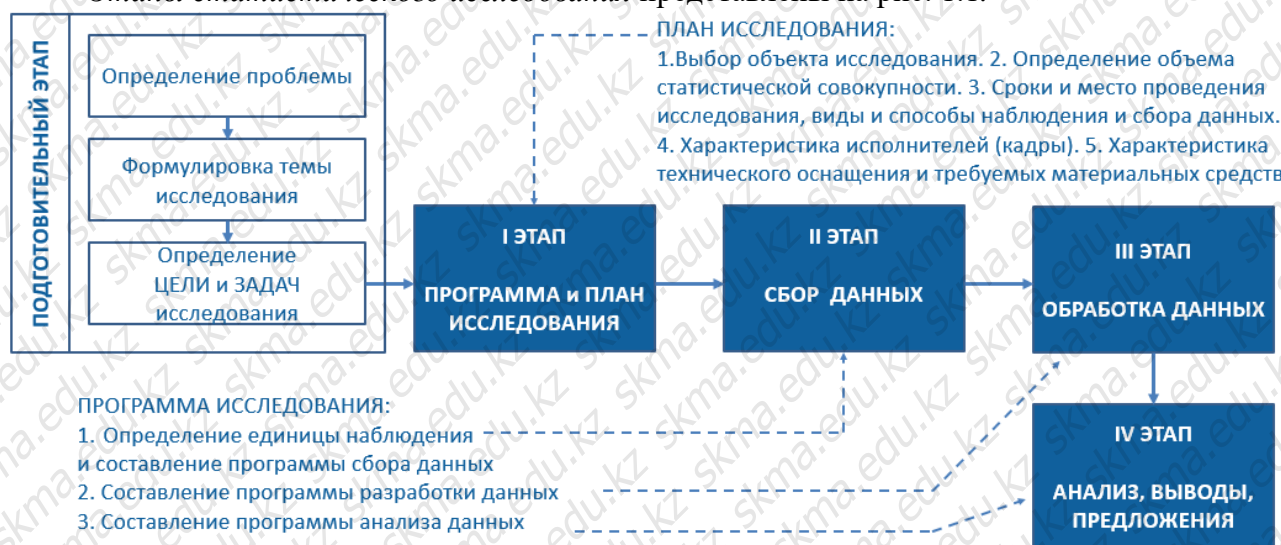 Этапы статистического исследования представлены на рис. 1.1.
ПЛАН ИССЛЕДОВАНИЯ:
1.Выбор объекта исследования. 2. Определение объема
статистической совокупности. 3. Сроки и место проведения
исследования, виды и способы наблюдения и сбора данных.
4. Характеристика исполнителей (кадры). 5. Характеристика
технического оснащения и требуемых материальных средств
ПОДГОТОВИТЕЛЬНЫЙ ЭТАП
Определение проблемы
Формулировка темы
исследования
Определение
ЦЕЛИ и ЗАДАЧ
исследования
I ЭТАП
ПРОГРАММА и ПЛАН
ИССЛЕДОВАНИЯ
II ЭТАП
СБОР ДАННЫХ
III ЭТАП
ОБРАБОТКА ДАННЫХ
IV ЭТАП
АНАЛИЗ, ВЫВОДЫ,
ПРЕДЛОЖЕНИЯ
ПРОГРАММА ИССЛЕДОВАНИЯ:
1. Определение единицы наблюдения
и составление программы сбора данных
2. Составление программы разработки данных
3. Составление программы анализа данных
skma.edu.kz